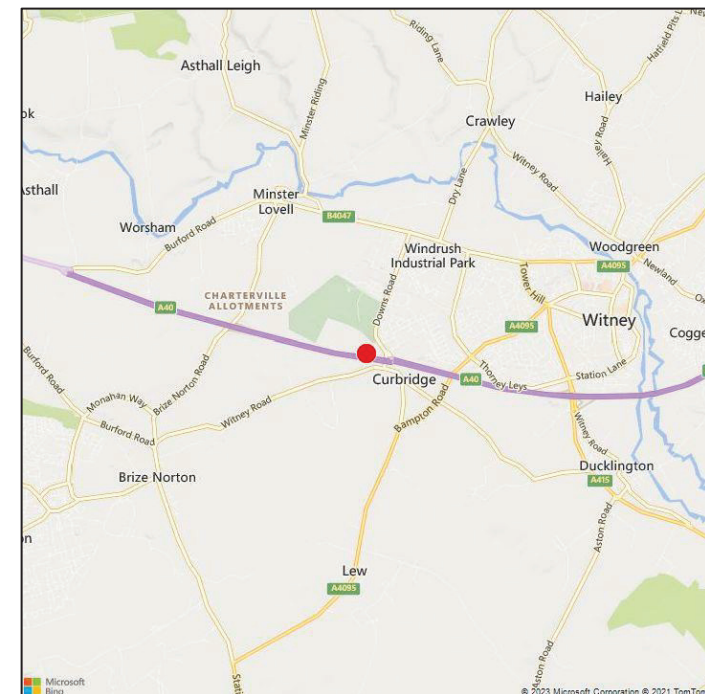 Riding Lane
Hatfield Pits L
Asthall Leigh
Minster Riding
Hailey
ok
Crawley
Hailey Road
Witney Road
Dry Lane
Asthall
Minster
Lovell
Worsham
Burford Road
B4047
Windrush
Industrial Park
Woodgreen
A4095
Newland
CHARTERVILLE
ALLOTMENTS
A40
Downs Road
Tower Hill
A4095
Witney
Cogge
Burford Road
Monahan Way
Brize Norton Road
Curbridge
Thorney Leys
A40
Station Lane
Witney Road
Bampton Road
Burford Road
Witney Road
Brize Norton
Ducklington
A415
on
Aston Road
Lew
A4095
Aston Road
Stati
Microsoft
Bing
© 2023 Microsoft Corporation © 2021 TomTom